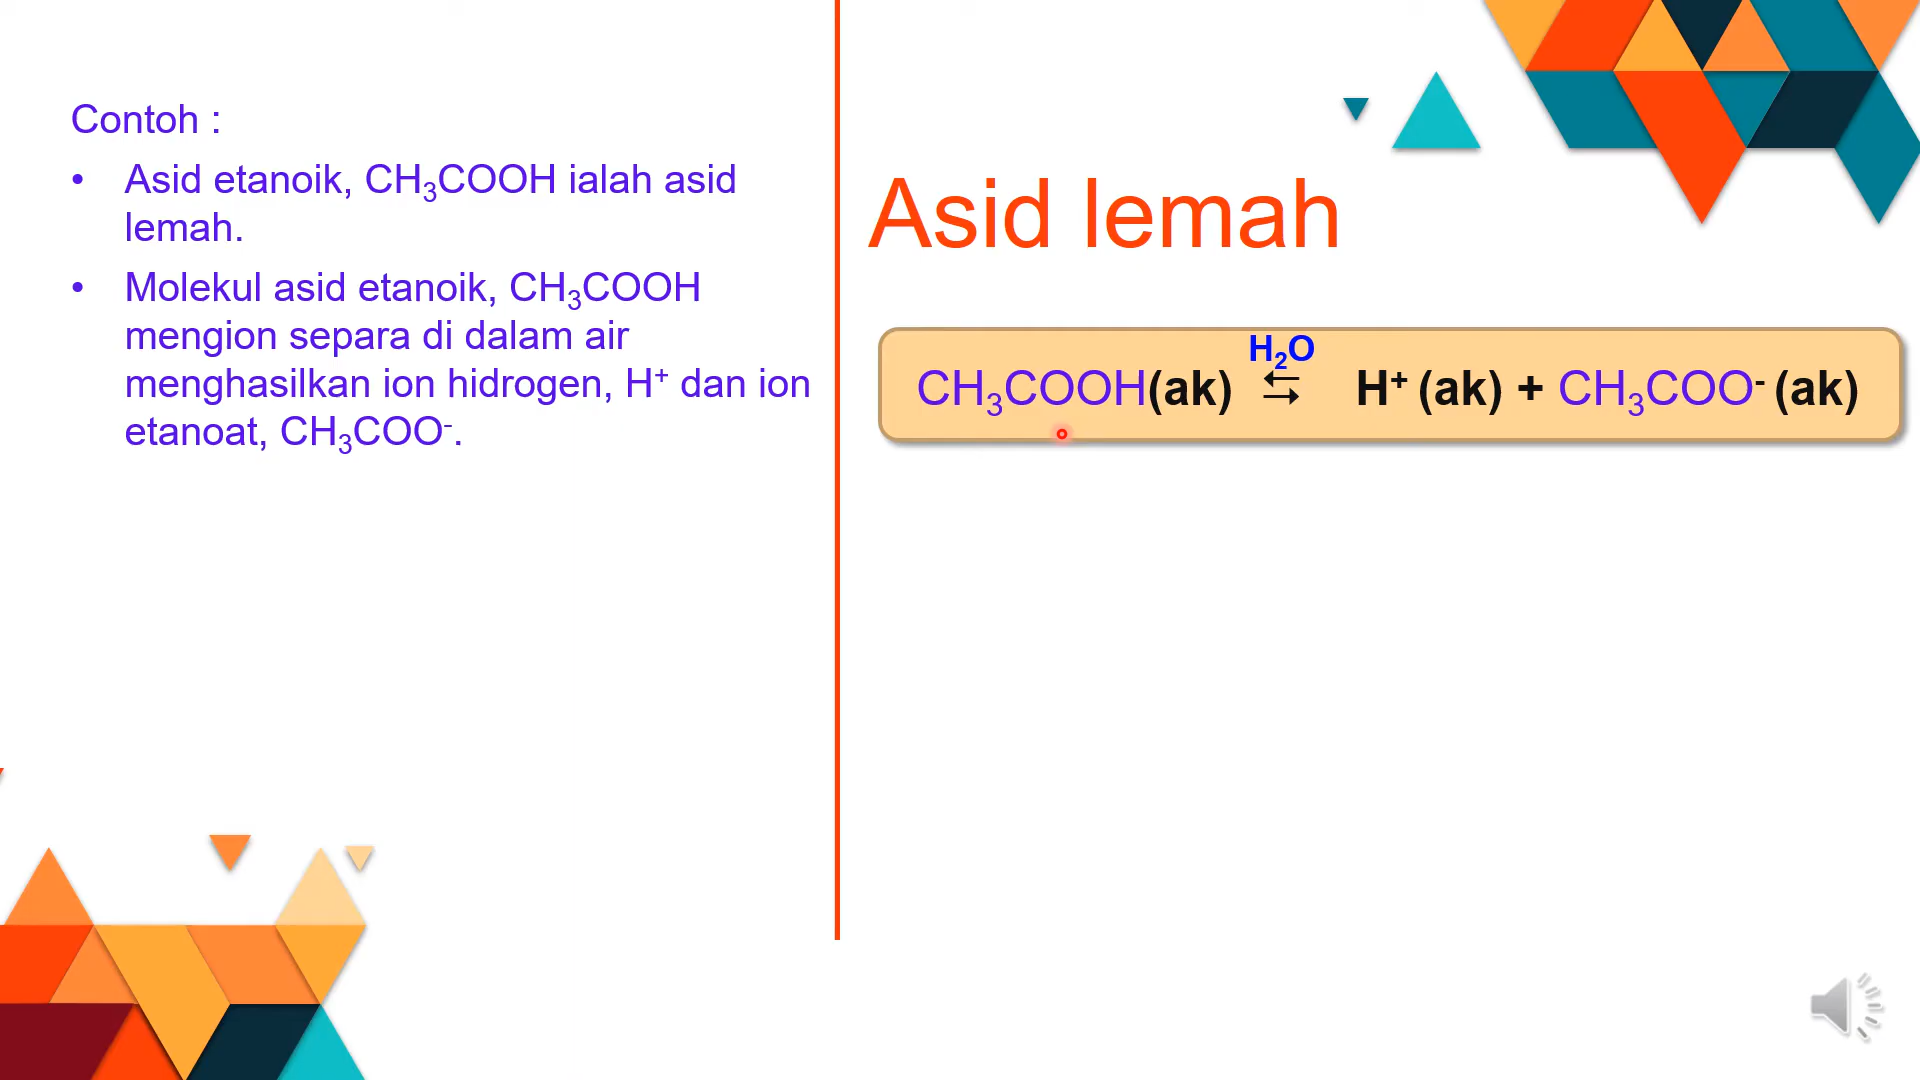 Contoh :
• Asid etanoik, CH₃COOH ialah asid
lemah.
• Molekul asid etanoik, CH₃COOH
mengion separa di dalam air
menghasilkan ion hidrogen, H⁺ dan ion
etanoat, CH₃COO⁻.
Asid lemah
H₂O
CH₃COOH(ak) ⇆ H⁺ (ak) + CH₃COO⁻ (ak)